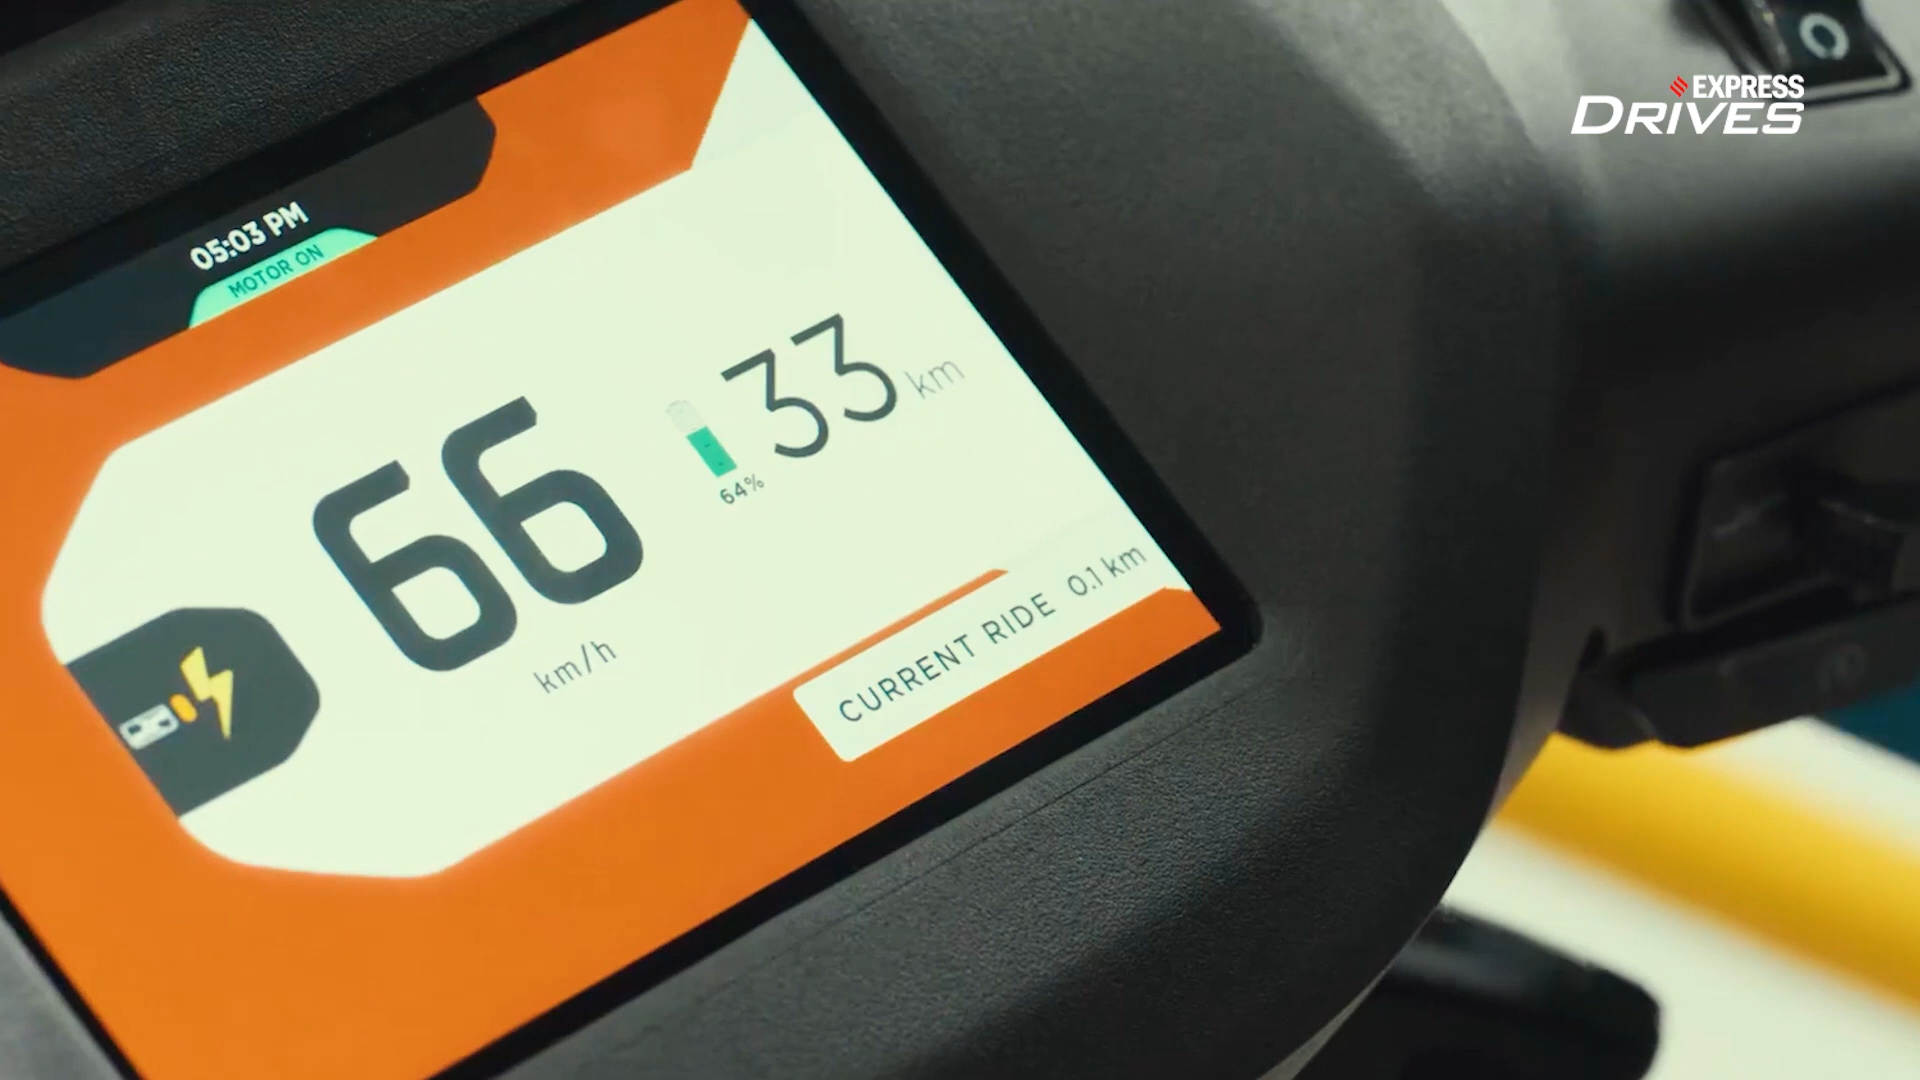 EXPRESS
DRIVES
05:03 PM
MOTOR ON
66
km/h
33 km
64%
CURRENT RIDE 0.1 km